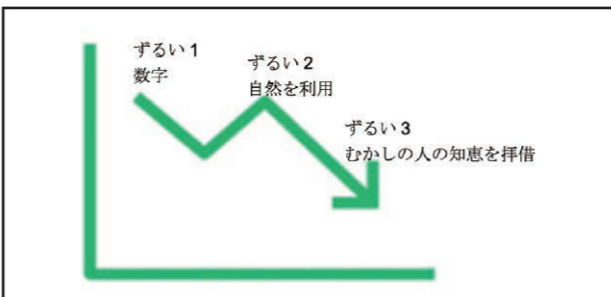 ずるい 1
数字
ずるい 2
自然を利用
ずるい 3
むかしの人の知恵を拝借